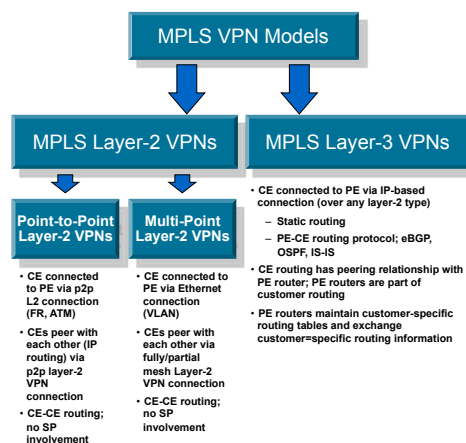 MPLS VPN Models
MPLS Layer-2 VPNs
MPLS Layer-3 VPNs
Point-to-Point
Layer-2 VPNs
• CE connected
to PE via p2p
L2 connection
(FR, ATM)
• CEs peer with
each other (IP
routing) via
p2p layer-2
VPN
connection
• CE-CE routing;
no SP
involvement
Multi-Point
Layer-2 VPNs
• CE connected to
PE via Ethernet
connection
(VLAN)
• CEs peer with
each other via
fully/partial
mesh Layer-2
VPN connection
• CE-CE routing;
no SP
involvement
• CE connected to PE via IP-based
connection (over any layer-2 type)
– Static routing
– PE-CE routing protocol; eBGP,
OSPF, IS-IS
• CE routing has peering relationship with
PE router; PE routers are part of
customer routing
• PE routers maintain customer-specific
routing tables and exchange
customer=specific routing information